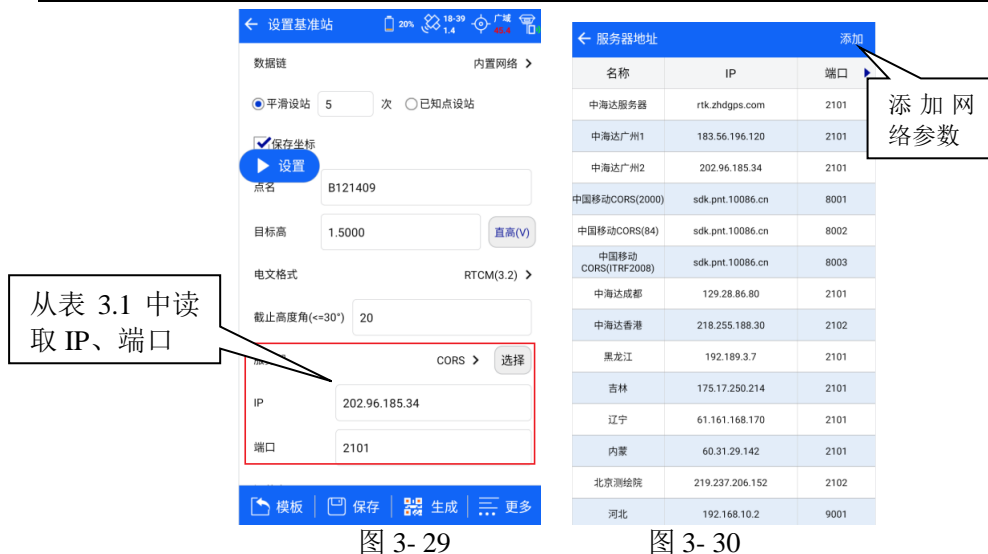 设置基准站
20%
18-39
1.4
广域
数据链
内置网络
平滑设站
5
次
已知点设站
保存坐标
设置
点名
B121409
目标高
1.5000
直高(V)
电文格式
RTCM(3.2)
截止高度角(<=30°)
20
CORS
选择
IP
202.96.185.34
端口
2101
模板
保存
生成
更多
图 3- 29
从表 3.1 中读
取 IP、端口
服务器地址
添加
名称 IP 端口
中海达服务器 rtk.zhdgps.com 2101
中海达广州1 183.56.196.120 2101
中海达广州2 202.96.185.34 2101
中国移动CORS(2000) sdk.pnt.10086.cn 8001
中国移动CORS(84) sdk.pnt.10086.cn 8002
中国移动
CORS(ITRF2008) sdk.pnt.10086.cn 8003
中海达成都 129.28.86.80 2101
中海达香港 218.255.188.30 2102
黑龙江 192.189.3.7 2101
吉林 175.17.250.214 2101
辽宁 61.161.168.170 2101
内蒙 60.31.29.142 2101
北京测绘院 219.237.206.152 2102
河北 192.168.10.2 9001
图 3- 30
添加网
络参数